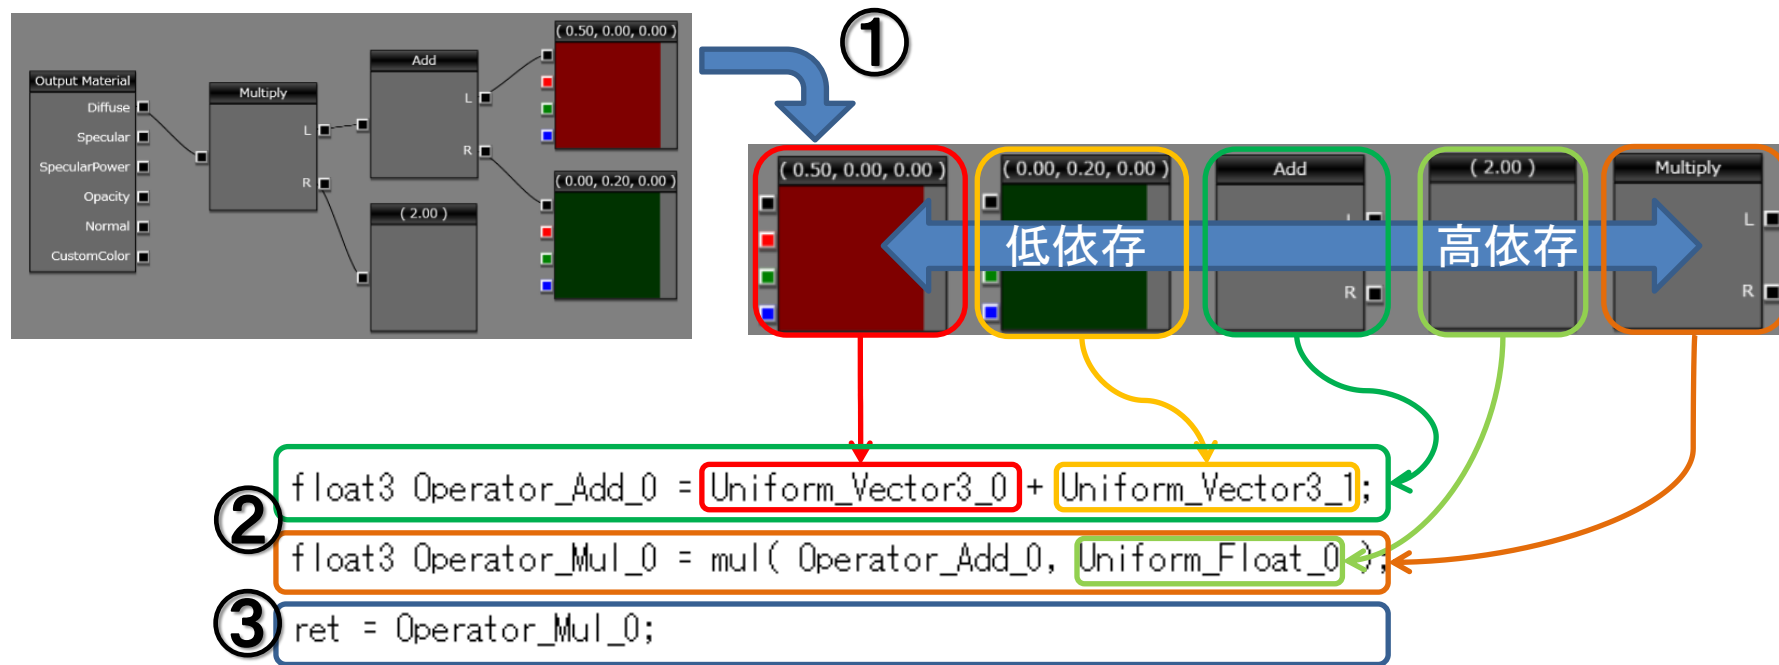 Output Material
Diffuse
Specular
SpecularPower
Opacity
Normal
CustomColor
Multiply
L
R
Add
L
R
( 2.00 )
( 0.50, 0.00, 0.00 )
( 0.00, 0.20, 0.00 )
①
( 0.50, 0.00, 0.00 )
( 0.00, 0.20, 0.00 )
Add
L
R
( 2.00 )
Multiply
L
R
低依存
高依存
②
float3 Operator_Add_0 = Uniform_Vector3_0 + Uniform_Vector3_1;
float3 Operator_Mul_0 = mul( Operator_Add_0, Uniform_Float_0 );
③
ret = Operator_Mul_0;